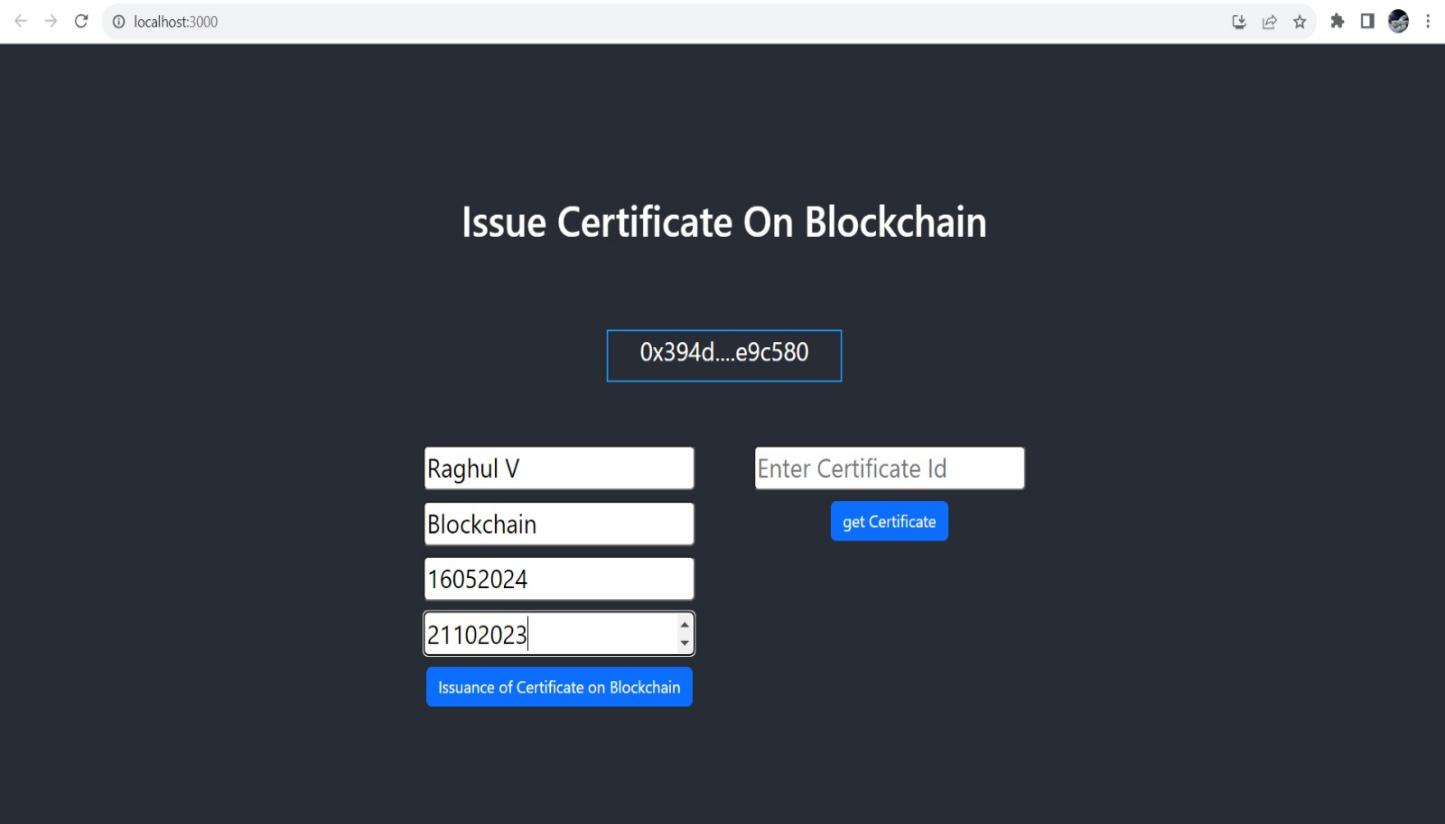 localhost:3000
Issue Certificate On Blockchain
0x394d....e9c580
Raghul V
Blockchain
16052024
21102023
Issuance of Certificate on Blockchain
Enter Certificate Id
get Certificate